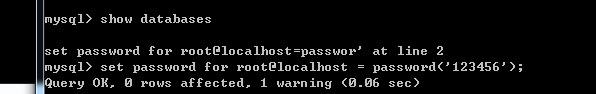 mysql> show databases
set password for root@localhost=passwor' at line 2
mysql> set password for root@localhost = password('123456');
Query OK, 0 rows affected, 1 warning (0.06 sec)